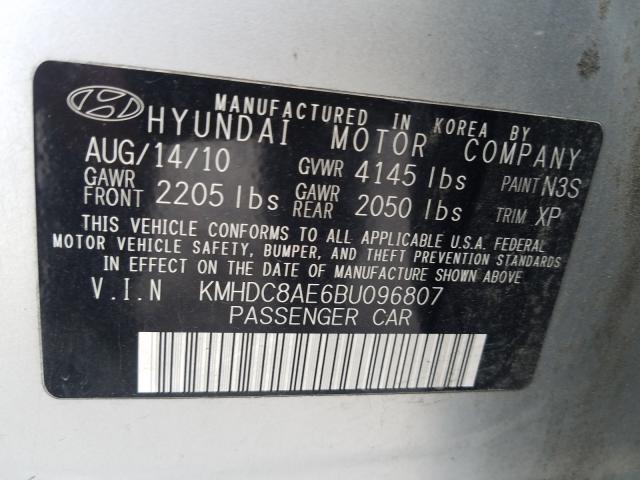 MANUFACTURED IN KOREA BY
HYUNDAI MOTOR COMPANY
AUG/14/10 GVWR 4145 lbs PAINT N3S
GAWR FRONT 2205 lbs GAWR REAR 2050 lbs TRIM XP
THIS VEHICLE CONFORMS TO ALL APPLICABLE U.S.A. FEDERAL
MOTOR VEHICLE SAFETY, BUMPER, AND THEFT PREVENTION STANDARDS
IN EFFECT ON THE DATE OF MANUFACTURE SHOWN ABOVE
V.I.N KMHDC8AE6BU096807
PASSENGER CAR